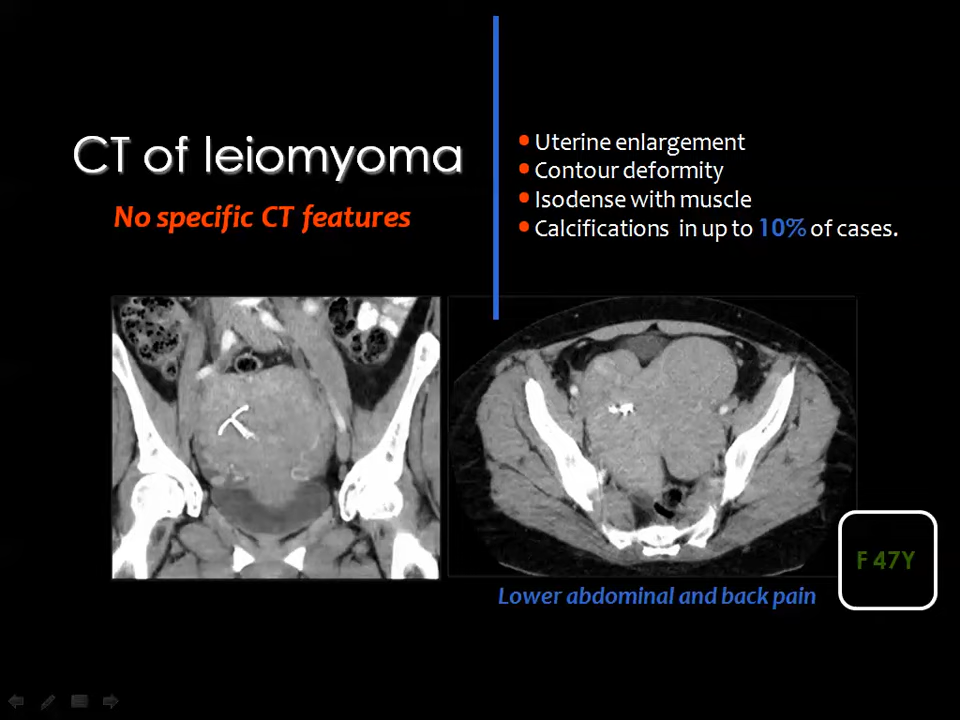 CT of leiomyoma
No specific CT features
• Uterine enlargement
• Contour deformity
• Isodense with muscle
• Calcifications in up to 10% of cases.
F 47Y
Lower abdominal and back pain